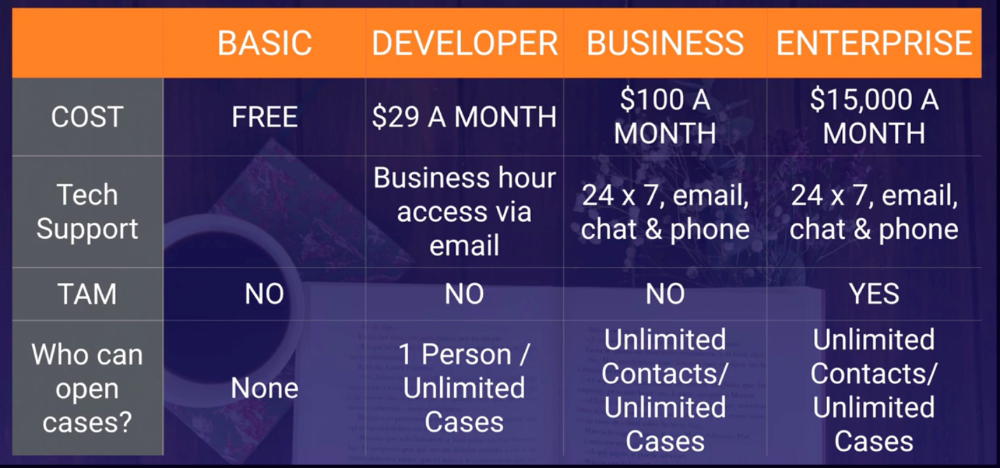 BASIC DEVELOPER BUSINESS ENTERPRISE
COST
FREE
$29 A MONTH
$100 A
MONTH
$15,000 A
MONTH
Tech
Support
Business hour
access via
email
24 x 7, email,
chat & phone
24 x 7, email,
chat & phone
TAM
NO
NO
NO
YES
Who can
open
cases?
None
1 Person /
Unlimited
Cases
Unlimited
Contacts/
Unlimited
Cases
Unlimited
Contacts/
Unlimited
Cases